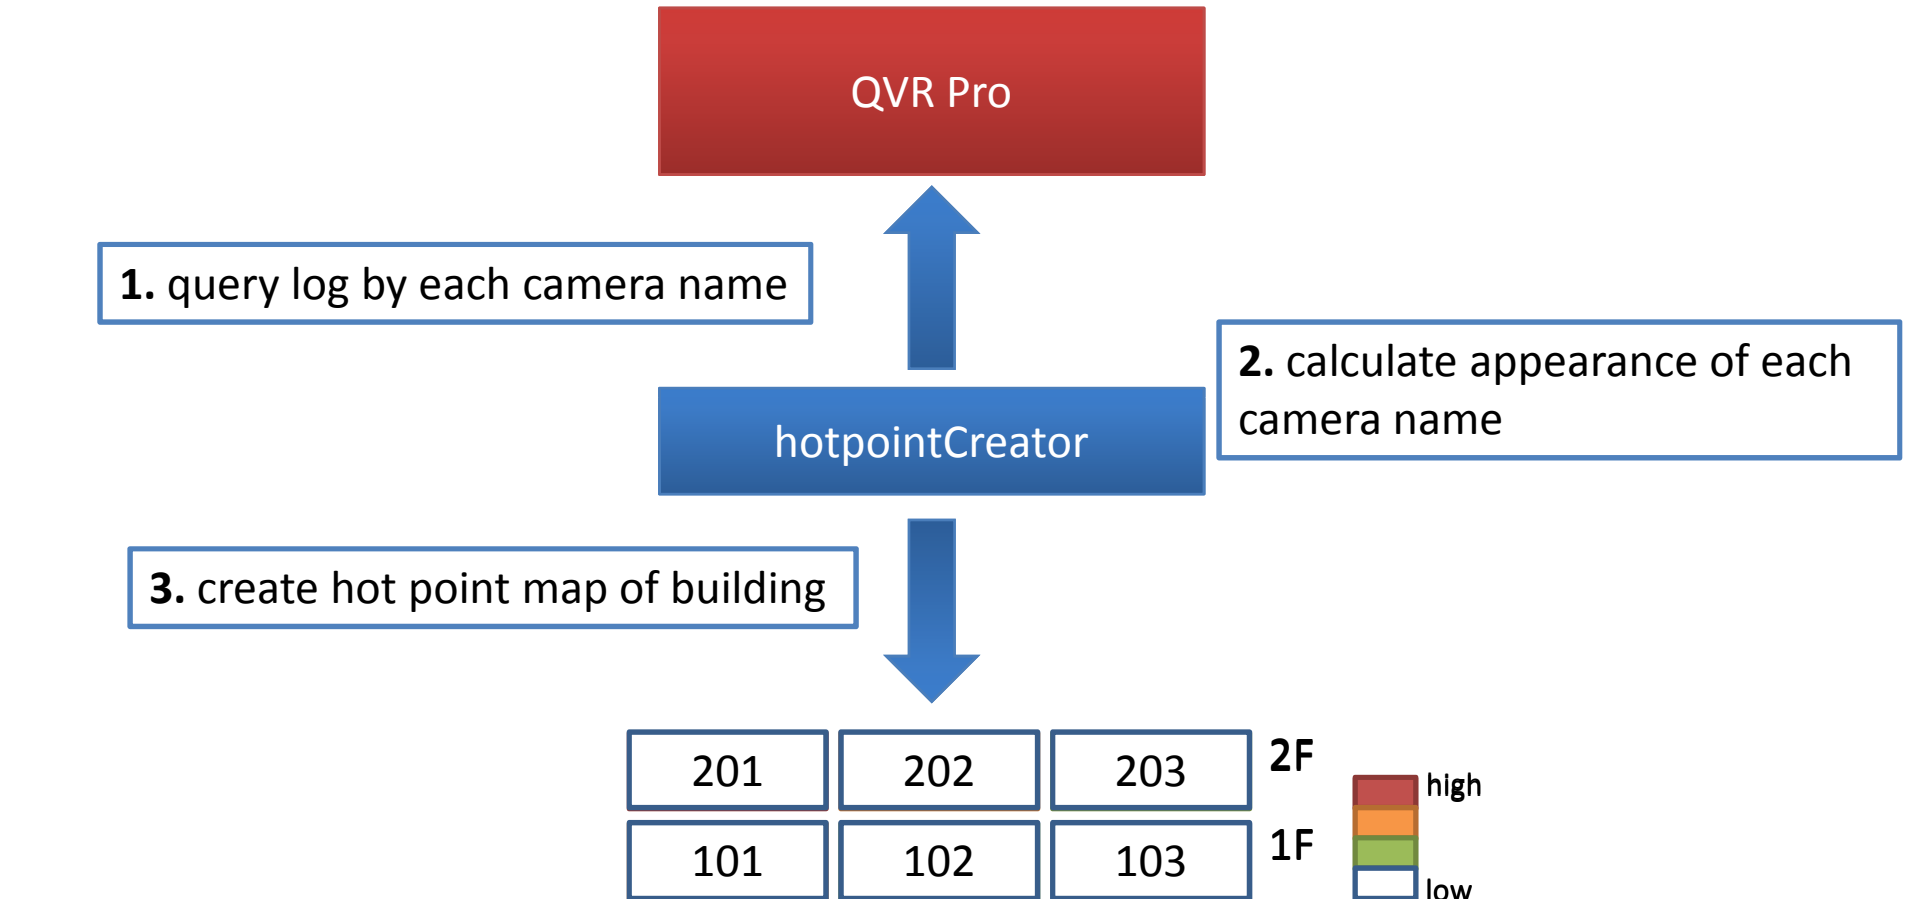 QVR Pro
1. query log by each camera name
2. calculate appearance of each
camera name
hotpointCreator
3. create hot point map of building
201 202 203 2F
high
101 102 103 1F
low